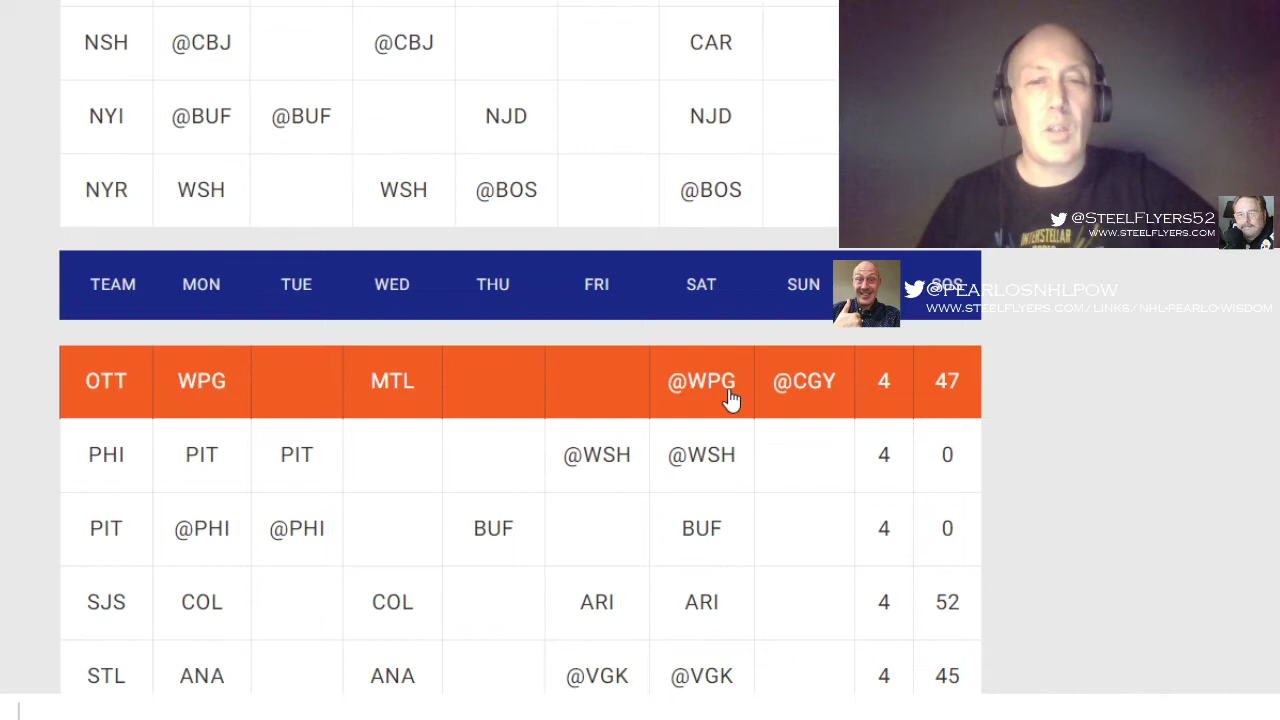 NSH @CBJ @CBJ CAR
NYI @BUF @BUF NJD NJD
NYR WSH WSH @BOS @BOS
@STEELFLYERS52
WWW.STEELFLYERS.COM
INTERSTELLAR
TEAM MON TUE WED THU FRI SAT SUN SOS
@PEARLOSNHLPOW
WWW.STEELFLYERS.COM/LINKS/NHL-PEARLO-WISDOM
OTT WPG MTL @WPG @CGY 4 47
PHI PIT PIT @WSH @WSH 4 0
PIT @PHI @PHI BUF BUF 4 0
SJS COL COL ARI ARI 4 52
STL ANA ANA @VGK @VGK 4 45